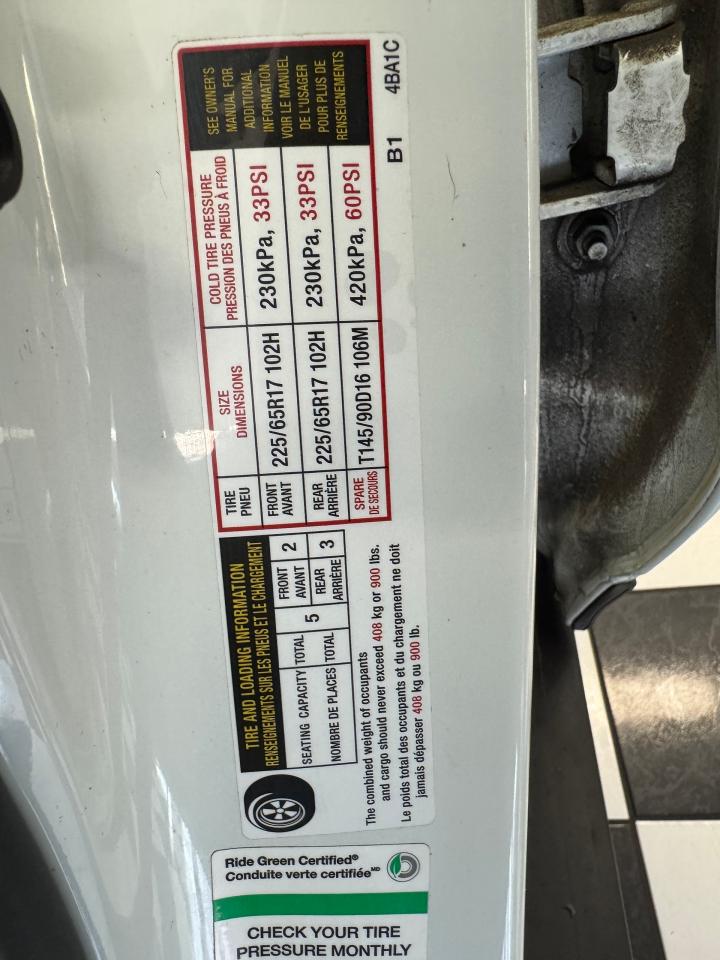 TIRE AND LOADING INFORMATION
RENSEIGNEMENTS SUR LES PNEUS ET LE CHARGEMENT
SEATING CAPACITY TOTAL 5 FRONT AVANT 2 REAR ARRIÈRE 3
NOMBRE DE PLACES TOTAL
The combined weight of occupants
and cargo should never exceed 408 kg or 900 lbs.
Le poids total des occupants et du chargement ne doit
jamais dépasser 408 kg ou 900 lb.
TIRE PNEU SIZE DIMENSIONS COLD TIRE PRESSURE PRESSION DES PNEUS À FROID
FRONT AVANT 225/65R17 102H 230kPa, 33PSI
REAR ARRIÈRE 225/65R17 102H 230kPa, 33PSI
SPARE DE SECOURS T145/90D16 106M 420kPa, 60PSI
SEE OWNER'S
MANUAL FOR
ADDITIONAL
INFORMATION
VOIR LE MANUEL
DE L'USAGER
POUR PLUS DE
RENSEIGNEMENTS
B1 4BA1C
Ride Green Certified®
Conduite verte certifiéeMD
CHECK YOUR TIRE
PRESSURE MONTHLY